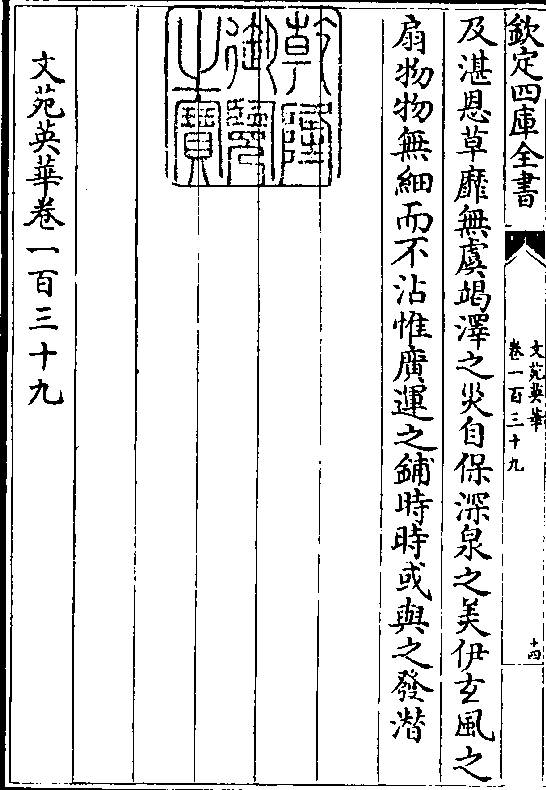 欽定四庫全書
文苑英華
卷一百三十九
十四
及湛恩草靡無虞竭澤之災自保深泉之美伊玄風之
扇物物無細而不沾惟廣運之鋪時時或與之發潛
乾隆
御覽
之寶
文苑英華卷一百三十九